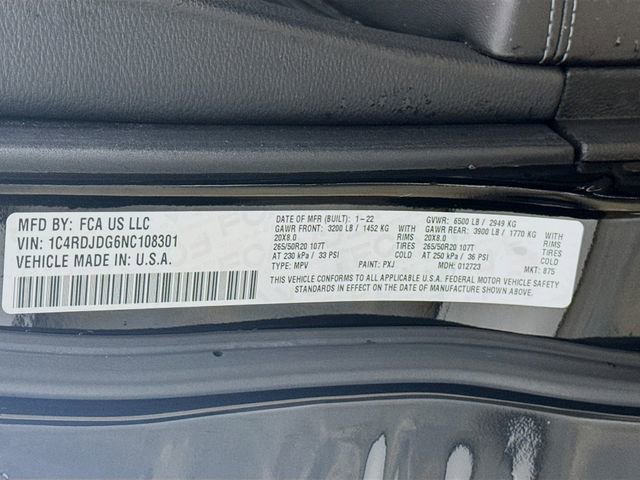 MFD BY: FCA US LLC
VIN: 1C4RDJDG6NC108301
VEHICLE MADE IN: U.S.A.
DATE OF MFR (BUILT): 1-22 GVWR: 6500 LB / 2949 KG
GAWR FRONT: 3200 LB / 1452 KG WITH GAWR REAR: 3900 LB / 1770 KG WITH
20X8.0 TIRES 20X8.0 TIRES
265/50R20 107T COLD 265/50R20 107T COLD
AT 230 kPa / 33 PSI AT 250 kPa / 36 PSI
TYPE: MPV PAINT: PXJ MDH: 012723 MKT: 875
THIS VEHICLE CONFORMS TO ALL APPLICABLE U.S.A. FEDERAL MOTOR VEHICLE SAFETY
STANDARDS IN EFFECT ON THE DATE OF MANUFACTURE SHOWN ABOVE.